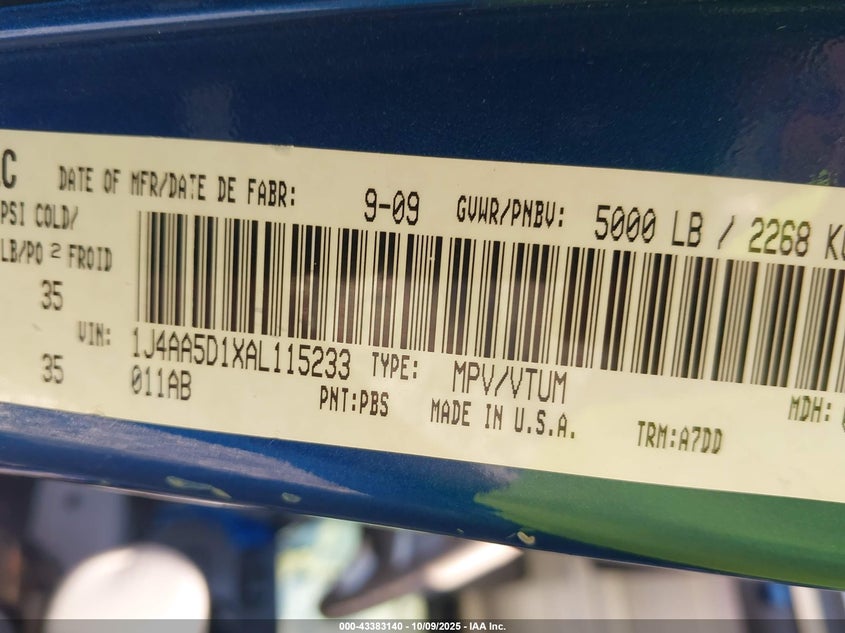 C
DATE OF MFR/DATE DE FABR: 9-09 GVWR/PNBV: 5000 LB / 2268 KG
PSI COLD/
LB/PO 2 FROID
35
VIN: 1J4AA5D1XAL115233 TYPE: MPV/VTUM
35
011AB PNT:PBS MADE IN U.S.A. TRM:A7DD MDH:
000-43383140 - 10/09/2025 - IAA Inc.